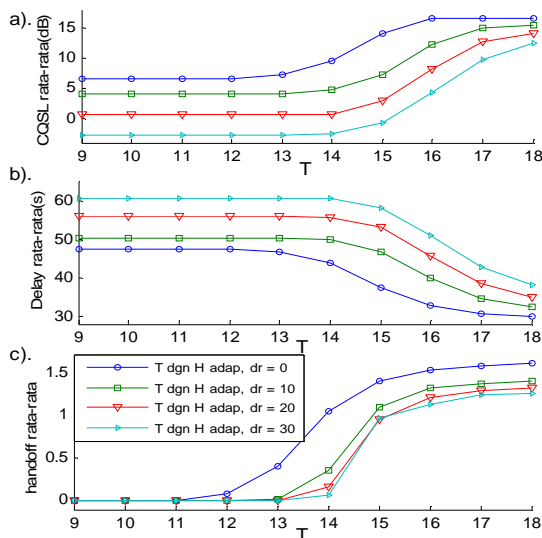 a).
CQSL rata-rata(dB)
15
5
0
9 10 11 12 13 14 15 16 17 18
T
b).
Delay rata-rata(s)
60
50
40
30
9 10 11 12 13 14 15 16 17 18
T
c).
handoff rata-rata
1.5
1
0.5
0
T dgn H adap, dr = 0
T dgn H adap, dr = 10
T dgn H adap, dr = 20
T dgn H adap, dr = 30
9 10 11 12 13 14 15 16 17 18
T